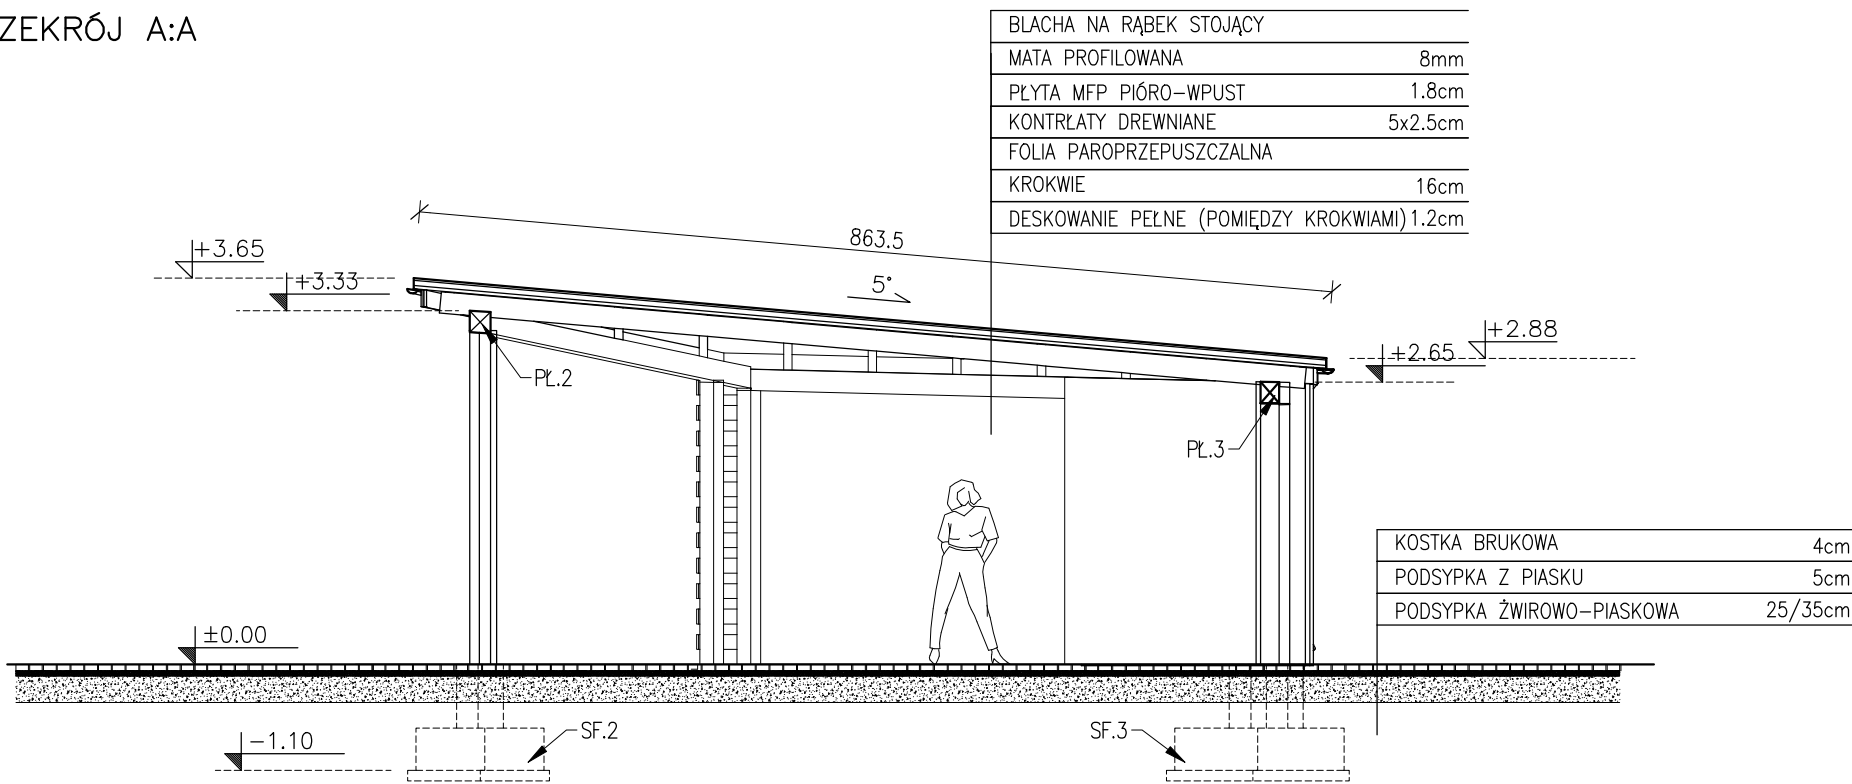 ZEKRÓJ A:A
BLACHA NA RĄBEK STOJĄCY
MATA PROFILOWANA 8mm
PŁYTA MFP PIÓRO-WPUST 1.8cm
KONTRŁATY DREWNIANE 5x2.5cm
FOLIA PAROPRZEPUSZCZALNA
KROKWIE 16cm
DESKOWANIE PEŁNE (POMIĘDZY KROKWIAMI) 1.2cm
863.5
+3.65
+3.33
5°
+2.88
+2.65
PŁ.2
PŁ.3
KOSTKA BRUKOWA 4cm
PODSYPKA Z PIASKU 5cm
PODSYPKA ŻWIROWO-PIASKOWA 25/35cm
±0.00
SF.2
SF.3
-1.10